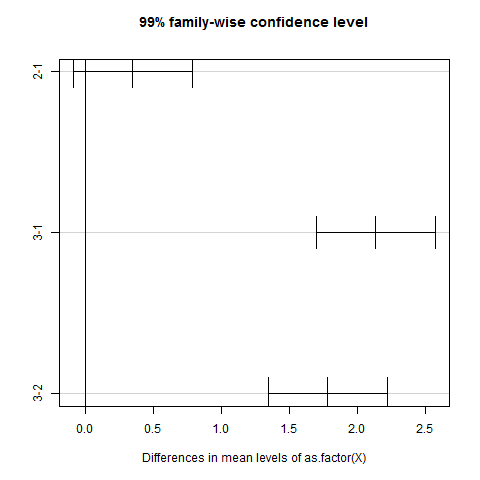 99% family-wise confidence level
2-1
3-1
3-2
0.0 0.5 1.0 1.5 2.0 2.5
Differences in mean levels of as.factor(X)